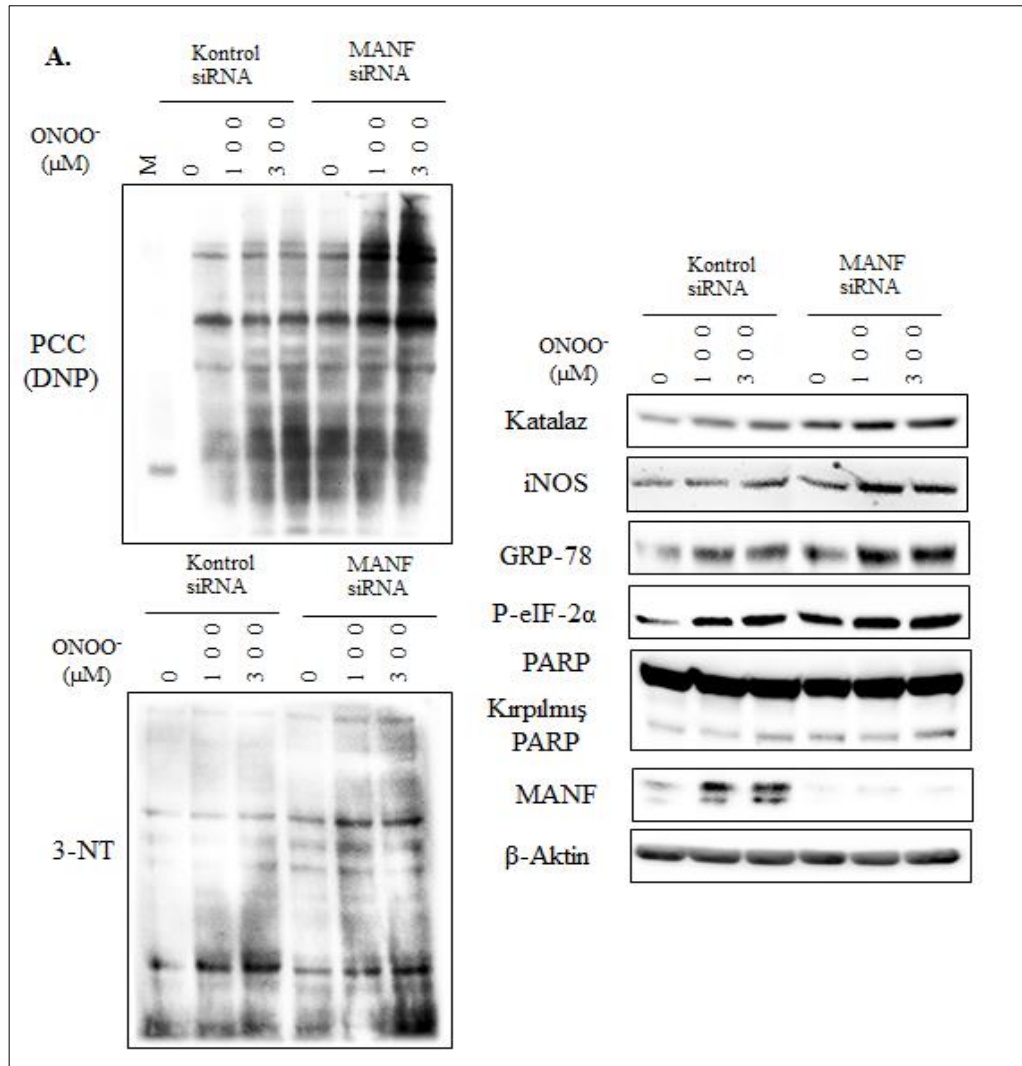 A.
Kontrol
siRNA
MANF
siRNA
ONOO⁻
(µM)
M
0
100
300
0
100
300
PCC
(DNP)
Kontrol
siRNA
MANF
siRNA
ONOO⁻
(µM)
0
100
300
0
100
300
3-NT
Kontrol
siRNA
MANF
siRNA
ONOO⁻
(µM)
0
100
300
0
100
300
Katalaz
iNOS
GRP-78
P-eIF-2α
PARP
Kırpılmış
PARP
MANF
β-Aktin